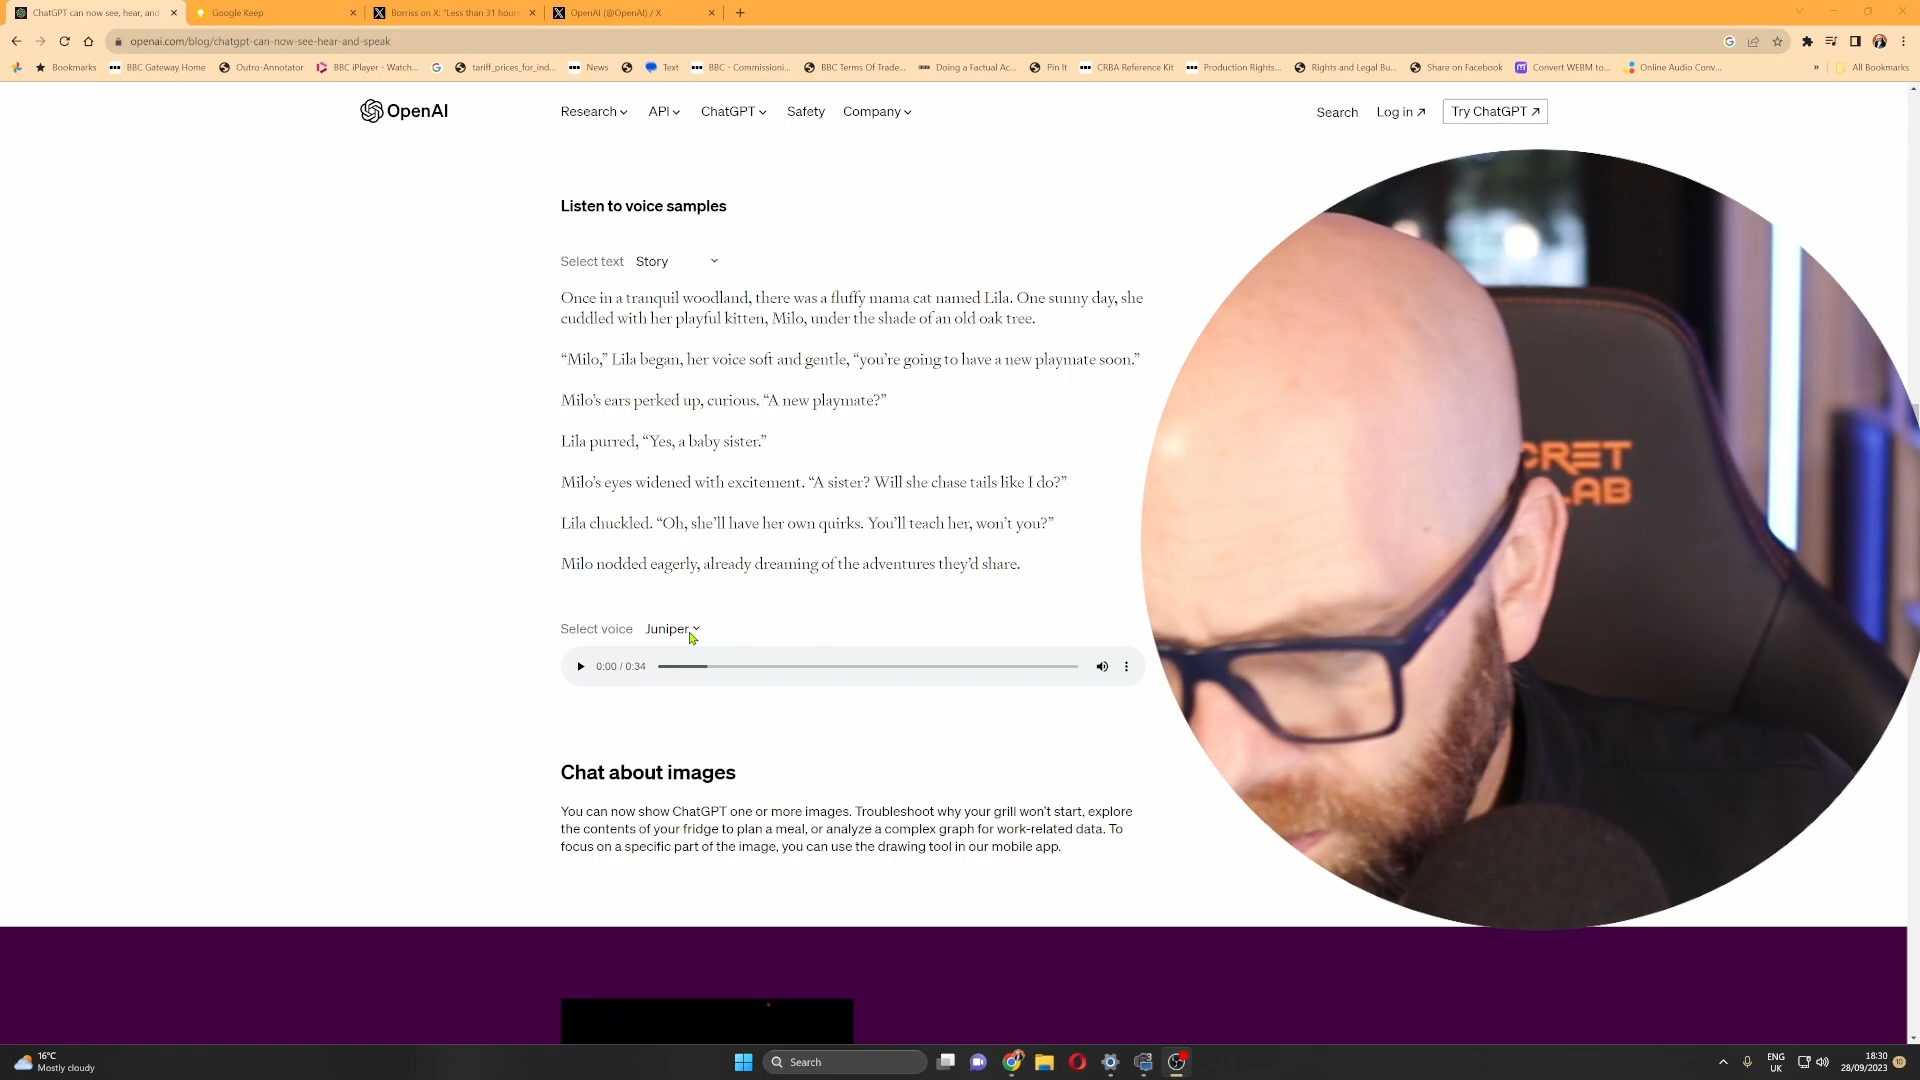 ChatGPT can now see, hear, and
Google Keep
Borriss on X: "Less than 31 hour
OpenAI (@OpenAI) / X
openai.com/blog/chatgpt-can-now-see-hear-and-speak
Bookmarks
BBC Gateway Home
Outro-Annotator
BBC iPlayer - Watch...
tariff_prices_for_ind...
News
Text
BBC - Commissioni...
BBC Terms Of Trade...
Doing a Factual Ac...
Pin It
CRBA Reference Kit
Production Rights...
Rights and Legal Bu...
Share on Facebook
Convert WEBM to...
Online Audio Conv...
»
All Bookmarks
OpenAI
Research
API
ChatGPT
Safety
Company
Search
Log in ↗
Try ChatGPT ↗
Listen to voice samples
Select text Story
Once in a tranquil woodland, there was a fluffy mama cat named Lila. One sunny day, she
cuddled with her playful kitten, Milo, under the shade of an old oak tree.
“Milo,” Lila began, her voice soft and gentle, “you’re going to have a new playmate soon.”
Milo’s ears perked up, curious. “A new playmate?”
Lila purred, “Yes, a baby sister.”
Milo’s eyes widened with excitement. “A sister? Will she chase tails like I do?”
Lila chuckled. “Oh, she’ll have her own quirks. You’ll teach her, won’t you?”
Milo nodded eagerly, already dreaming of the adventures they’d share.
Select voice Juniper
0:00 / 0:34
Chat about images
You can now show ChatGPT one or more images. Troubleshoot why your grill won’t start, explore
the contents of your fridge to plan a meal, or analyze a complex graph for work-related data. To
focus on a specific part of the image, you can use the drawing tool in our mobile app.
CRET
LAB
16°C
Mostly cloudy
Search
ENG
UK
18:30
28/09/2023
10